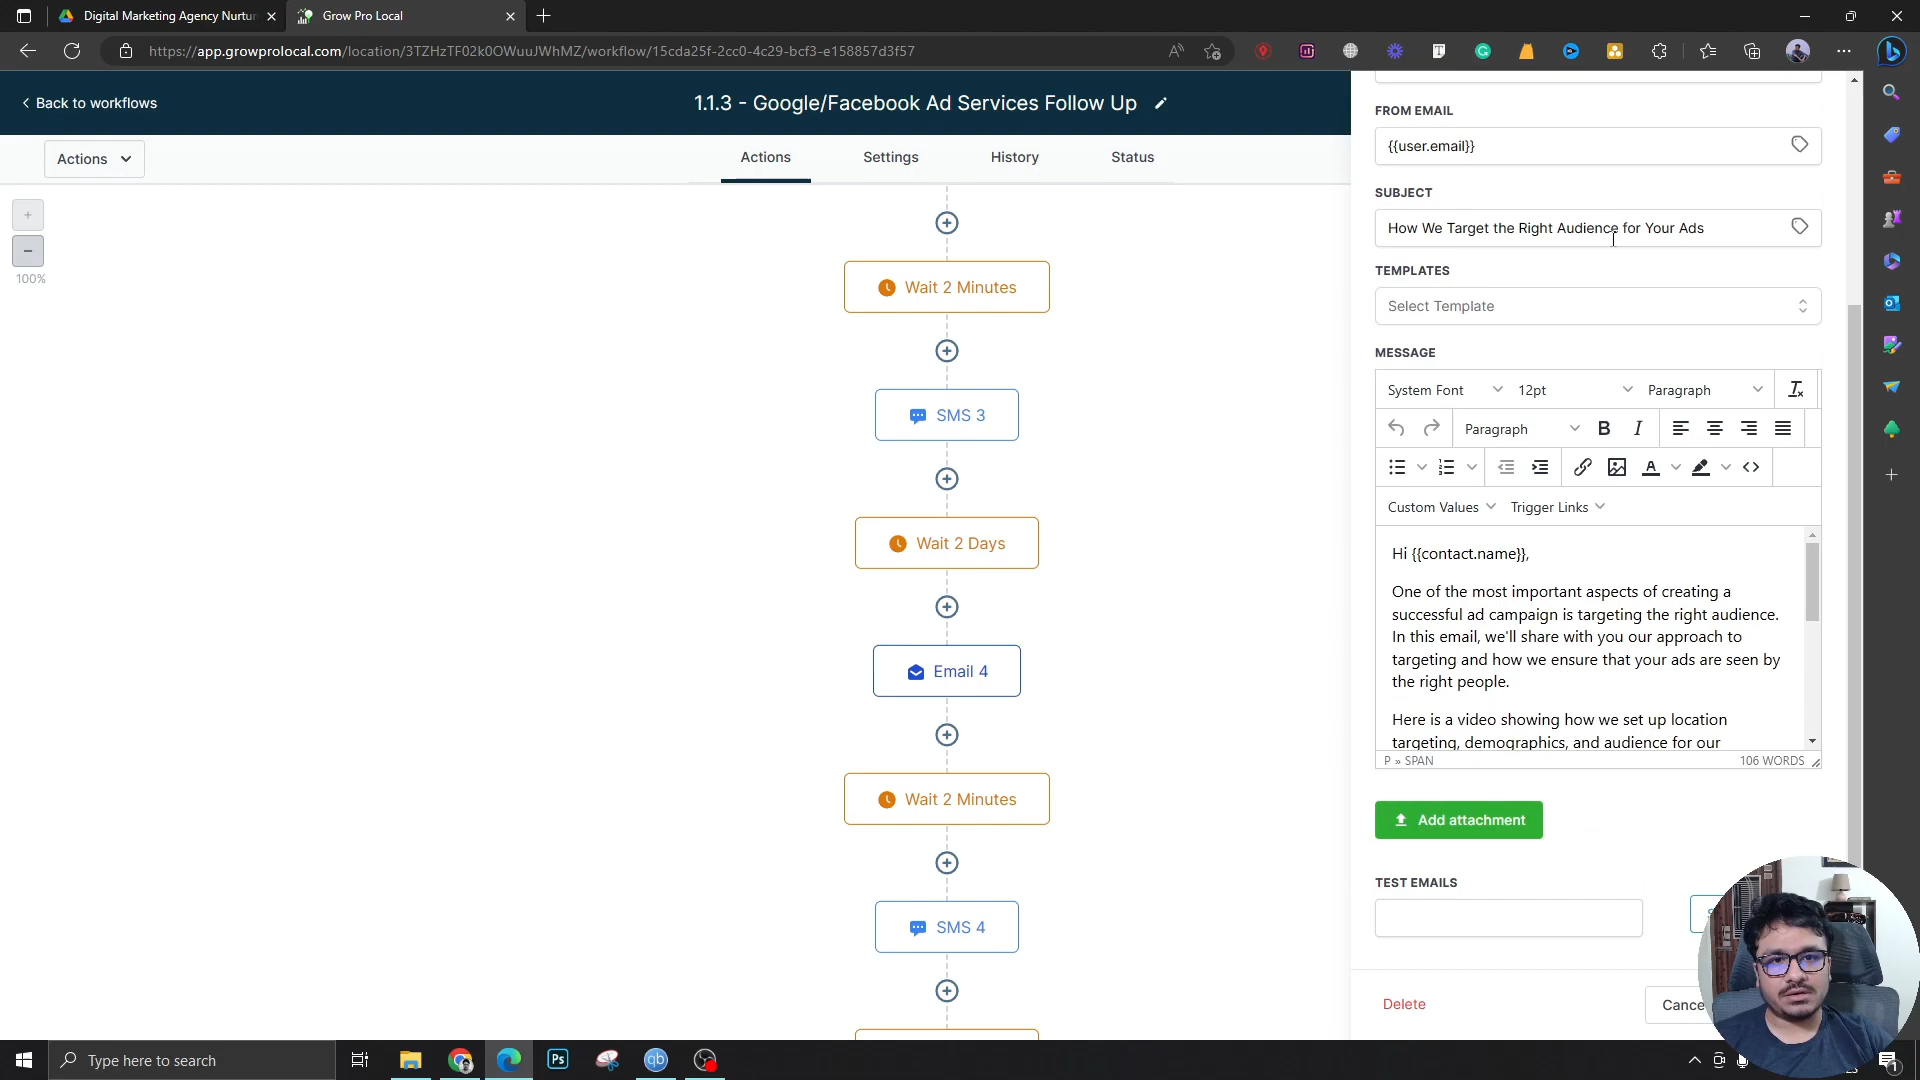 Digital Marketing Agency Nurtur
Grow Pro Local
https://app.growprolocal.com/location/3TZHzTF02k0OWuuJWhMZ/workflow/15cda25f-2cc0-4c29-bcf3-e158857d3f57
Back to workflows
1.1.3 - Google/Facebook Ad Services Follow Up
Actions
Actions
Settings
History
Status
100%
Wait 2 Minutes
SMS 3
Wait 2 Days
Email 4
Wait 2 Minutes
SMS 4
FROM EMAIL
{{user.email}}
SUBJECT
How We Target the Right Audience for Your Ads
TEMPLATES
Select Template
MESSAGE
System Font
12pt
Paragraph
Paragraph
B
I
Custom Values
Trigger Links
Hi {{contact.name}},
One of the most important aspects of creating a
successful ad campaign is targeting the right audience.
In this email, we'll share with you our approach to
targeting and how we ensure that your ads are seen by
the right people.
Here is a video showing how we set up location
targeting, demographics, and audience for our
P » SPAN
106 WORDS
Add attachment
TEST EMAILS
Delete
Cance
Type here to search
Ps
qb